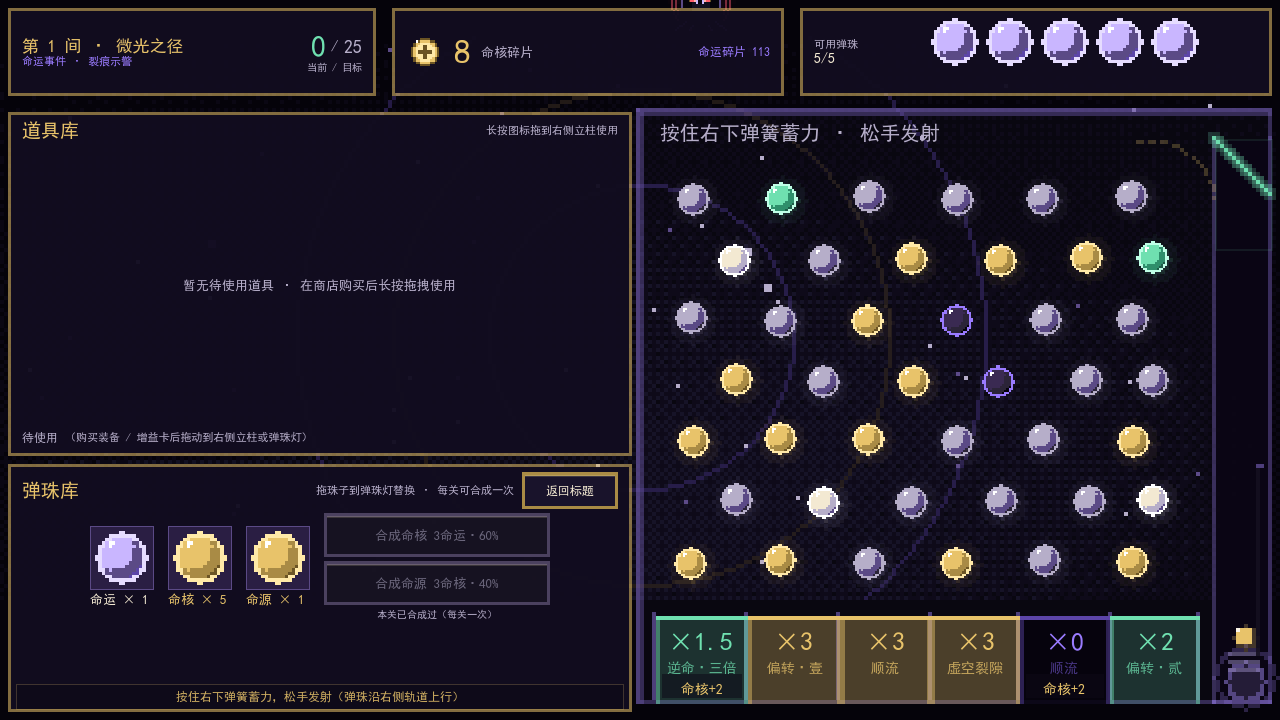 第 1 间 · 微光之径
命运事件 · 裂痕示警
0 / 25
当前 / 目标
8 命核碎片
命运碎片 113
可用弹珠
5/5
道具库
长按图标拖到右侧立柱使用
暂无待使用道具 · 在商店购买后长按拖拽使用
待使用 (购买装备 / 增益卡后拖动到右侧立柱或弹珠灯)
弹珠库
拖珠子到弹珠灯替换 · 每关可合成一次
返回标题
命运 × 1
命核 × 5
命源 × 1
合成命核 3命运·60%
合成命源 3命核·40%
本关已合成过(每关一次)
按住右下弹簧蓄力，松手发射(弹珠沿右侧轨道上行)
按住右下弹簧蓄力 · 松手发射
×1.5
逆命·三倍
命核+2
×3
偏转·壹
×3
顺流
×3
虚空裂隙
×0
顺流
命核+2
×2
偏转·贰